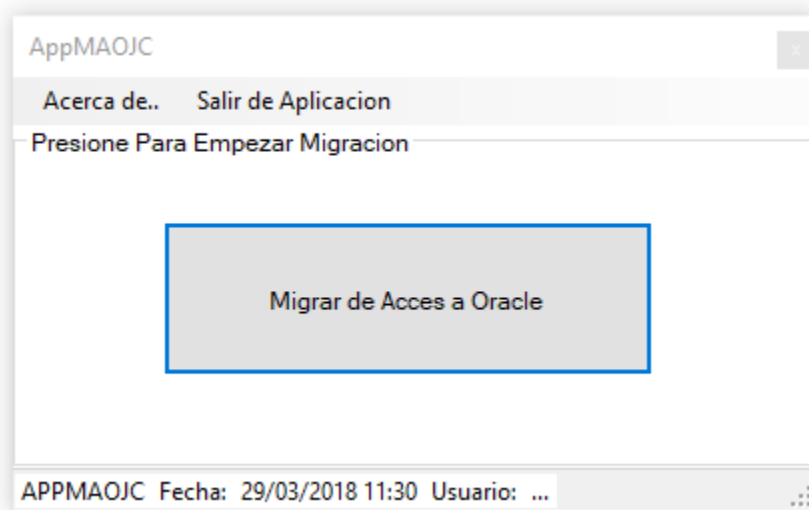 AppMAOJC
Acerca de.. Salir de Aplicacion
Presione Para Empezar Migracion
Migrar de Acces a Oracle
APPMAOJC Fecha: 29/03/2018 11:30 Usuario: ...